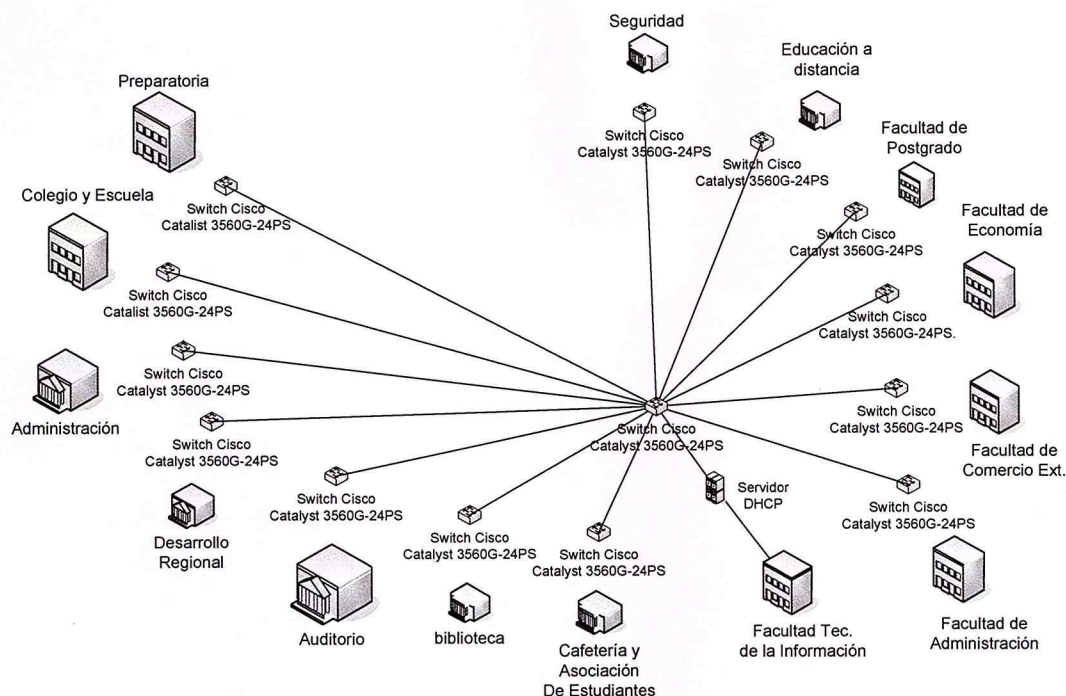 Seguridad
Switch Cisco
Catalyst 3560G-24PS
Educación a
distancia
Switch Cisco
Catalyst 3560G-24PS
Facultad de
Postgrado
Switch Cisco
Catalyst 3560G-24PS
Facultad de
Economía
Switch Cisco
Catalyst 3560G-24PS.
Preparatoria
Switch Cisco
Catalist 3560G-24PS
Colegio y Escuela
Switch Cisco
Catalist 3560G-24PS
Administración
Switch Cisco
Catalyst 3560G-24PS
Switch Cisco
Catalyst 3560G-24PS
Desarrollo
Regional
Switch Cisco
Catalyst 3560G-24PS
Auditorio
Switch Cisco
Catalyst 3560G-24PS
biblioteca
Switch Cisco
Catalyst 3560G-24PS
Cafetería y
Asociación
De Estudiantes
Switch Cisco
Catalyst 3560G-24PS
Servidor
DHCP
Facultad Tec.
de la Información
Switch Cisco
Catalyst 3560G-24PS
Facultad de
Comercio Ext.
Switch Cisco
Catalyst 3560G-24PS
Facultad de
Administración